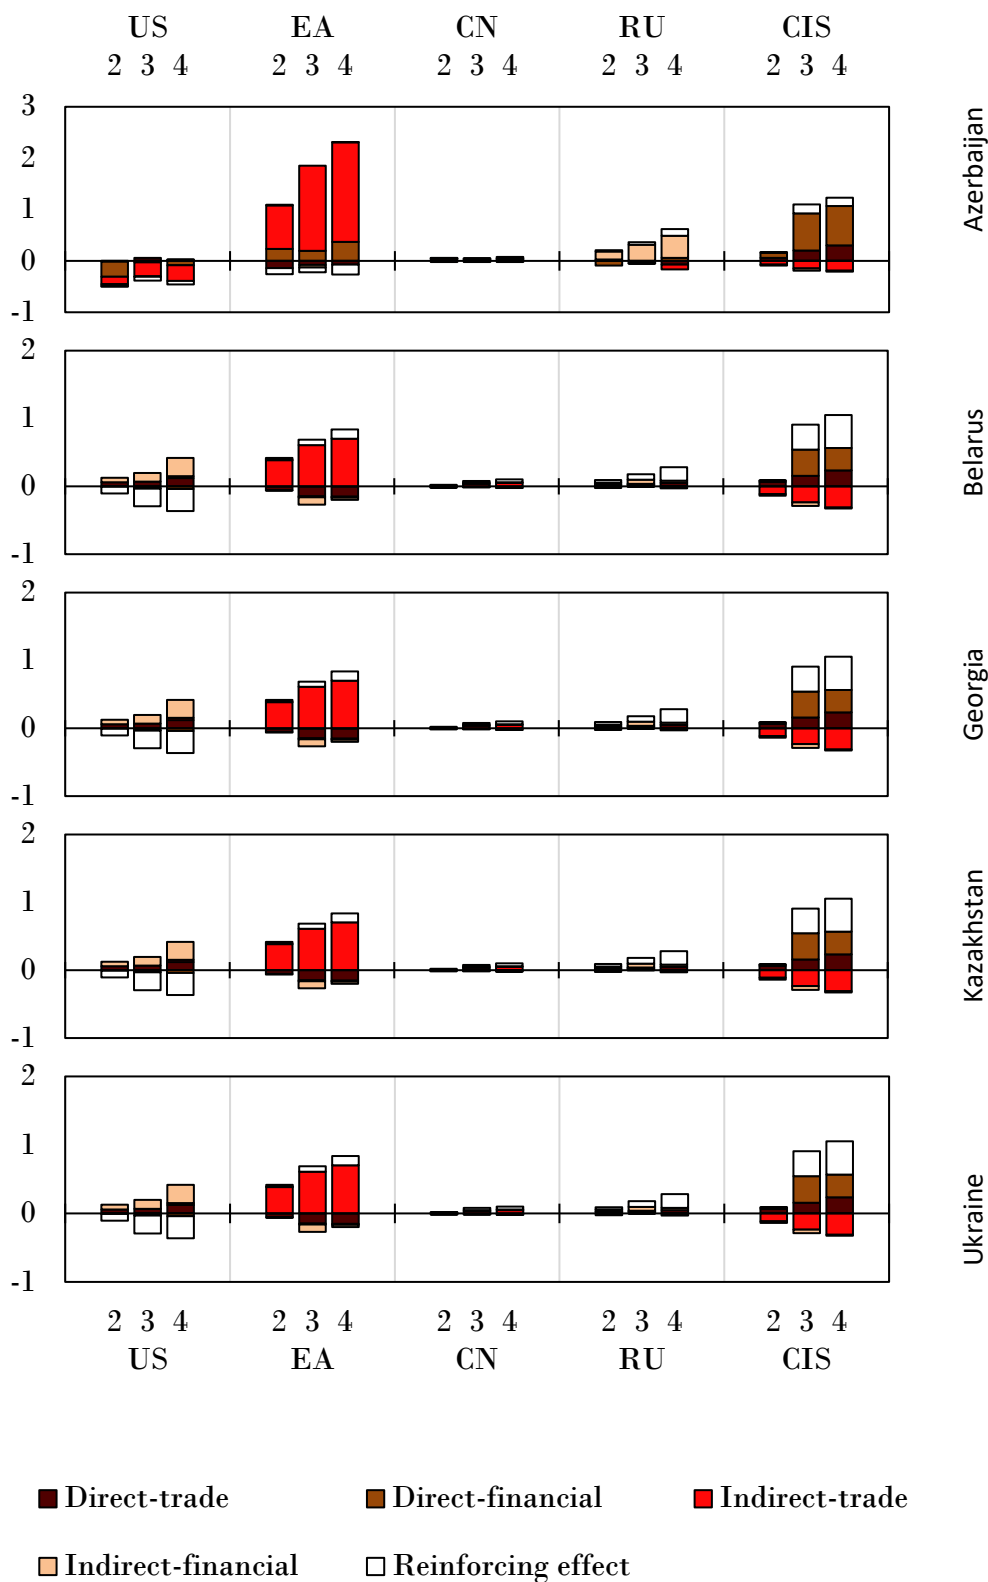 US EA CN RU CIS
2 3 4 2 3 4 2 3 4 2 3 4 2 3 4
3
2
1
0
-1
Azerbaijan
2
1
0
-1
Belarus
2
1
0
-1
Georgia
2
1
0
-1
Kazakhstan
2
1
0
-1
Ukraine
2 3 4 2 3 4 2 3 4 2 3 4 2 3 4
US EA CN RU CIS
Direct-trade Direct-financial Indirect-trade
Indirect-financial Reinforcing effect